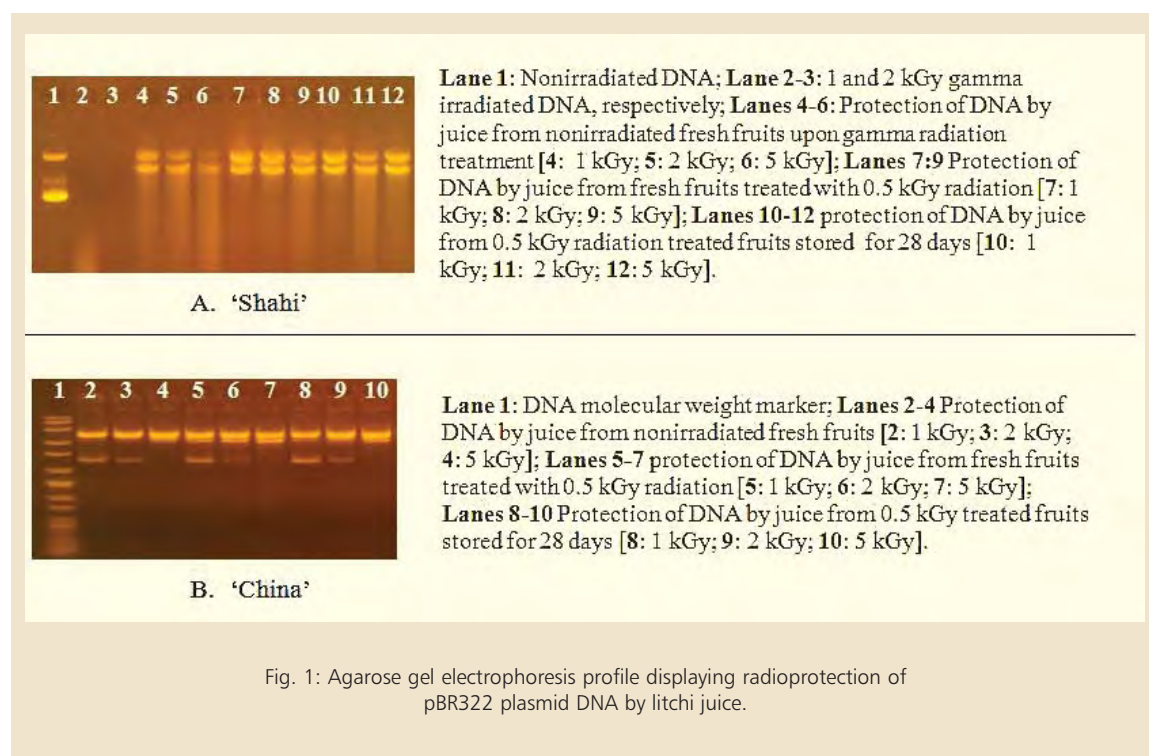 1 2 3 4 5 6 7 8 9 10 11 12
Lane 1: Nonirradiated DNA; Lane 2-3: 1 and 2 kGy gamma
irradiated DNA, respectively; Lanes 4-6: Protection of DNA by
juice from nonirradiated fresh fruits upon gamma radiation
treatment [4: 1 kGy; 5: 2 kGy; 6: 5 kGy]; Lanes 7:9 Protection of
DNA by juice from fresh fruits treated with 0.5 kGy radiation [7: 1
kGy; 8: 2 kGy; 9: 5 kGy]; Lanes 10-12 protection of DNA by juice
from 0.5 kGy radiation treated fruits stored for 28 days [10: 1
kGy; 11: 2 kGy; 12: 5 kGy].
A. ‘Shahi’
1 2 3 4 5 6 7 8 9 10
Lane 1: DNA molecular weight marker; Lanes 2-4 Protection of
DNA by juice from nonirradiated fresh fruits [2: 1 kGy; 3: 2 kGy;
4: 5 kGy]; Lanes 5-7 protection of DNA by juice from fresh fruits
treated with 0.5 kGy radiation [5: 1 kGy; 6: 2 kGy; 7: 5 kGy];
Lanes 8-10 Protection of DNA by juice from 0.5 kGy treated fruits
stored for 28 days [8: 1 kGy; 9: 2 kGy; 10: 5 kGy].
B. ‘China’
Fig. 1: Agarose gel electrophoresis profile displaying radioprotection of
pBR322 plasmid DNA by litchi juice.